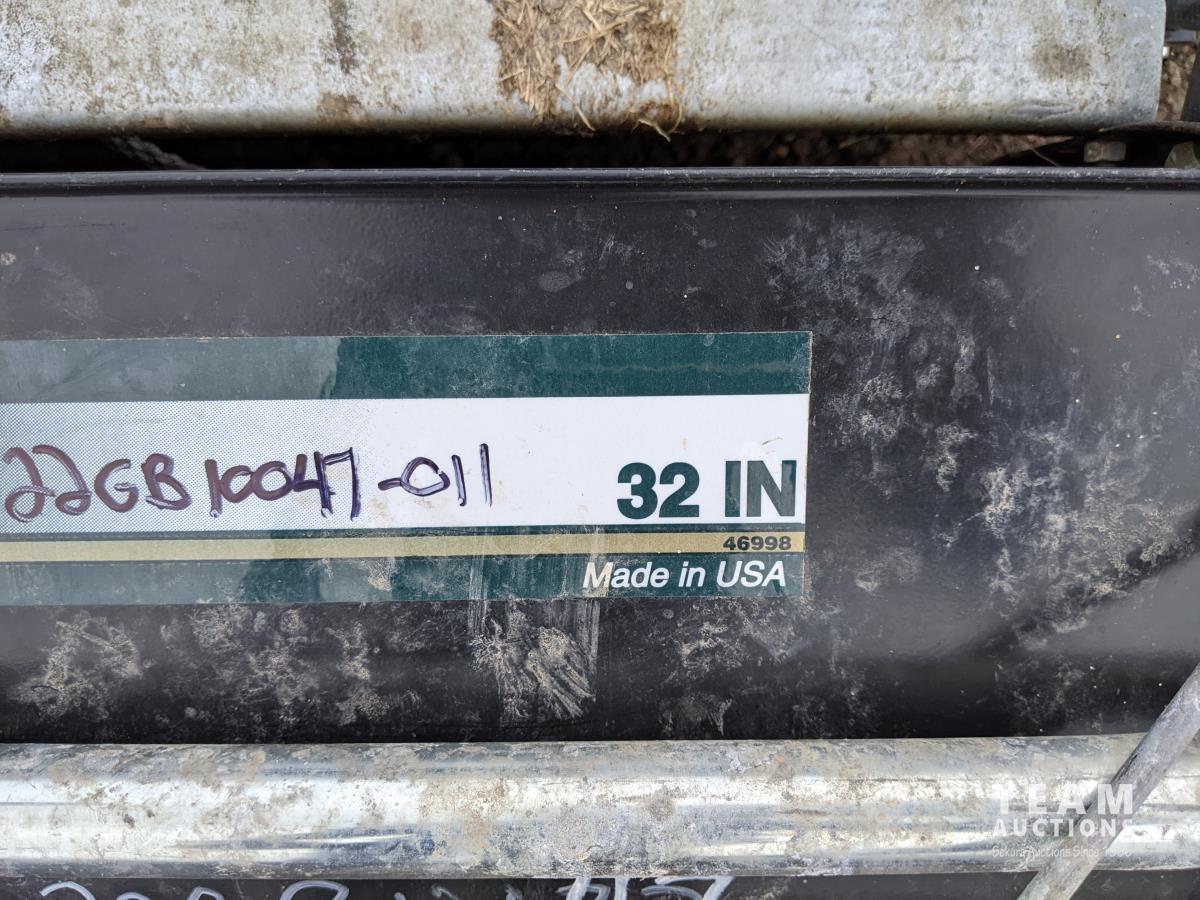 22GB10047-011
32 IN
46998
Made in USA
TEAM
AUCTIONS